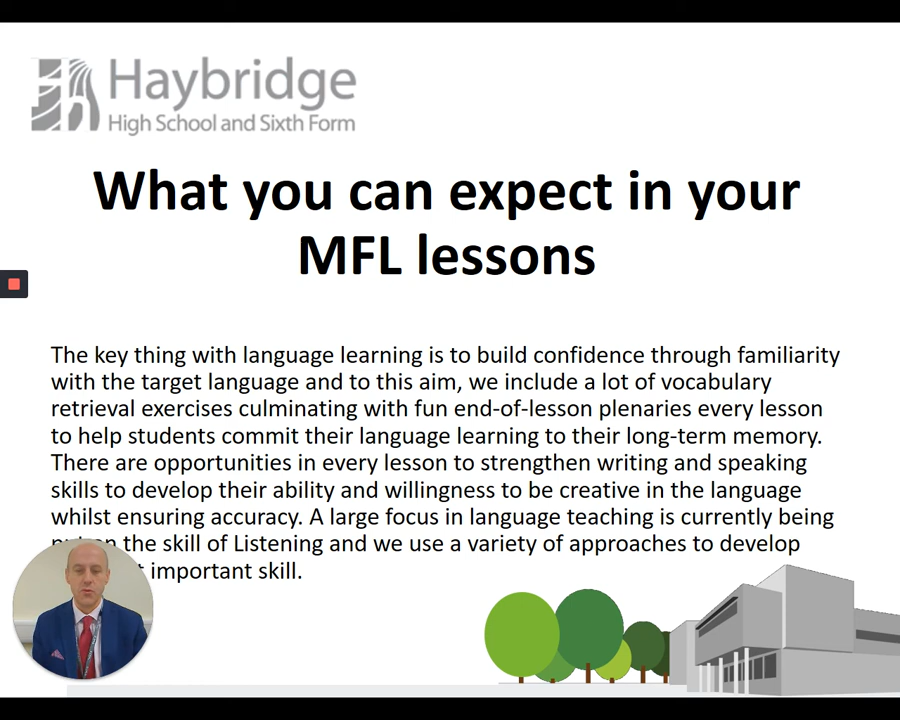 Haybridge
High School and Sixth Form
What you can expect in your
MFL lessons
The key thing with language learning is to build confidence through familiarity
with the target language and to this aim, we include a lot of vocabulary
retrieval exercises culminating with fun end-of-lesson plenaries every lesson
to help students commit their language learning to their long-term memory.
There are opportunities in every lesson to strengthen writing and speaking
skills to develop their ability and willingness to be creative in the language
whilst ensuring accuracy. A large focus in language teaching is currently being
the skill of Listening and we use a variety of approaches to develop
important skill.